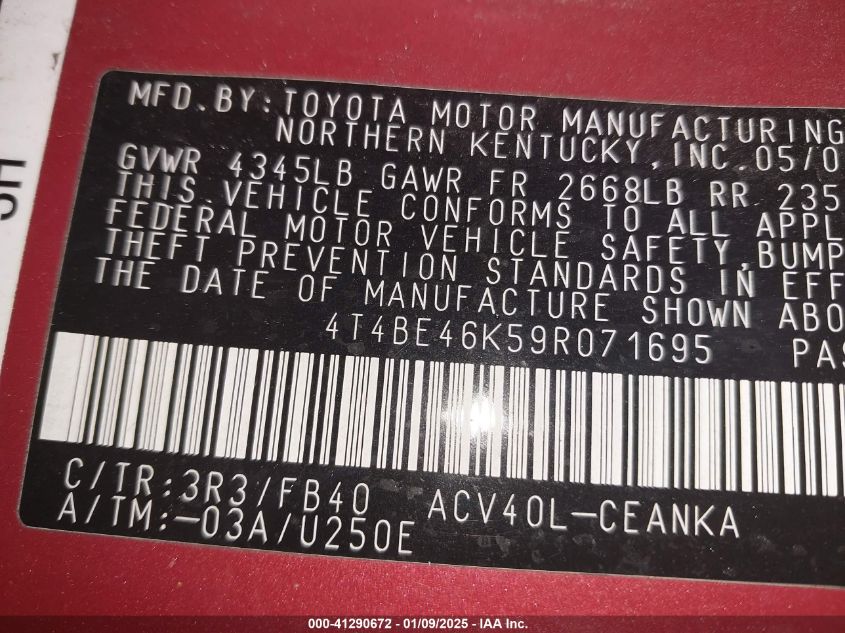 MFD.BY:TOYOTA MOTOR MANUFACTURING
NORTHERN KENTUCKY,INC.05/0
GVWR 4345LB GAWR FR 2668LB RR 235
THIS VEHICLE CONFORMS TO ALL APPL
FEDERAL MOTOR VEHICLE SAFETY,BUMP
THEFT PREVENTION STANDARDS IN EFF
THE DATE OF MANUFACTURE SHOWN ABO
4T4BE46K59R071695 PAS
C/TR:3R3/FB40 ACV40L-CEANKA
A/TM:-03A/U250E
000-41290672 | 01/09/2025 - IAA Inc.